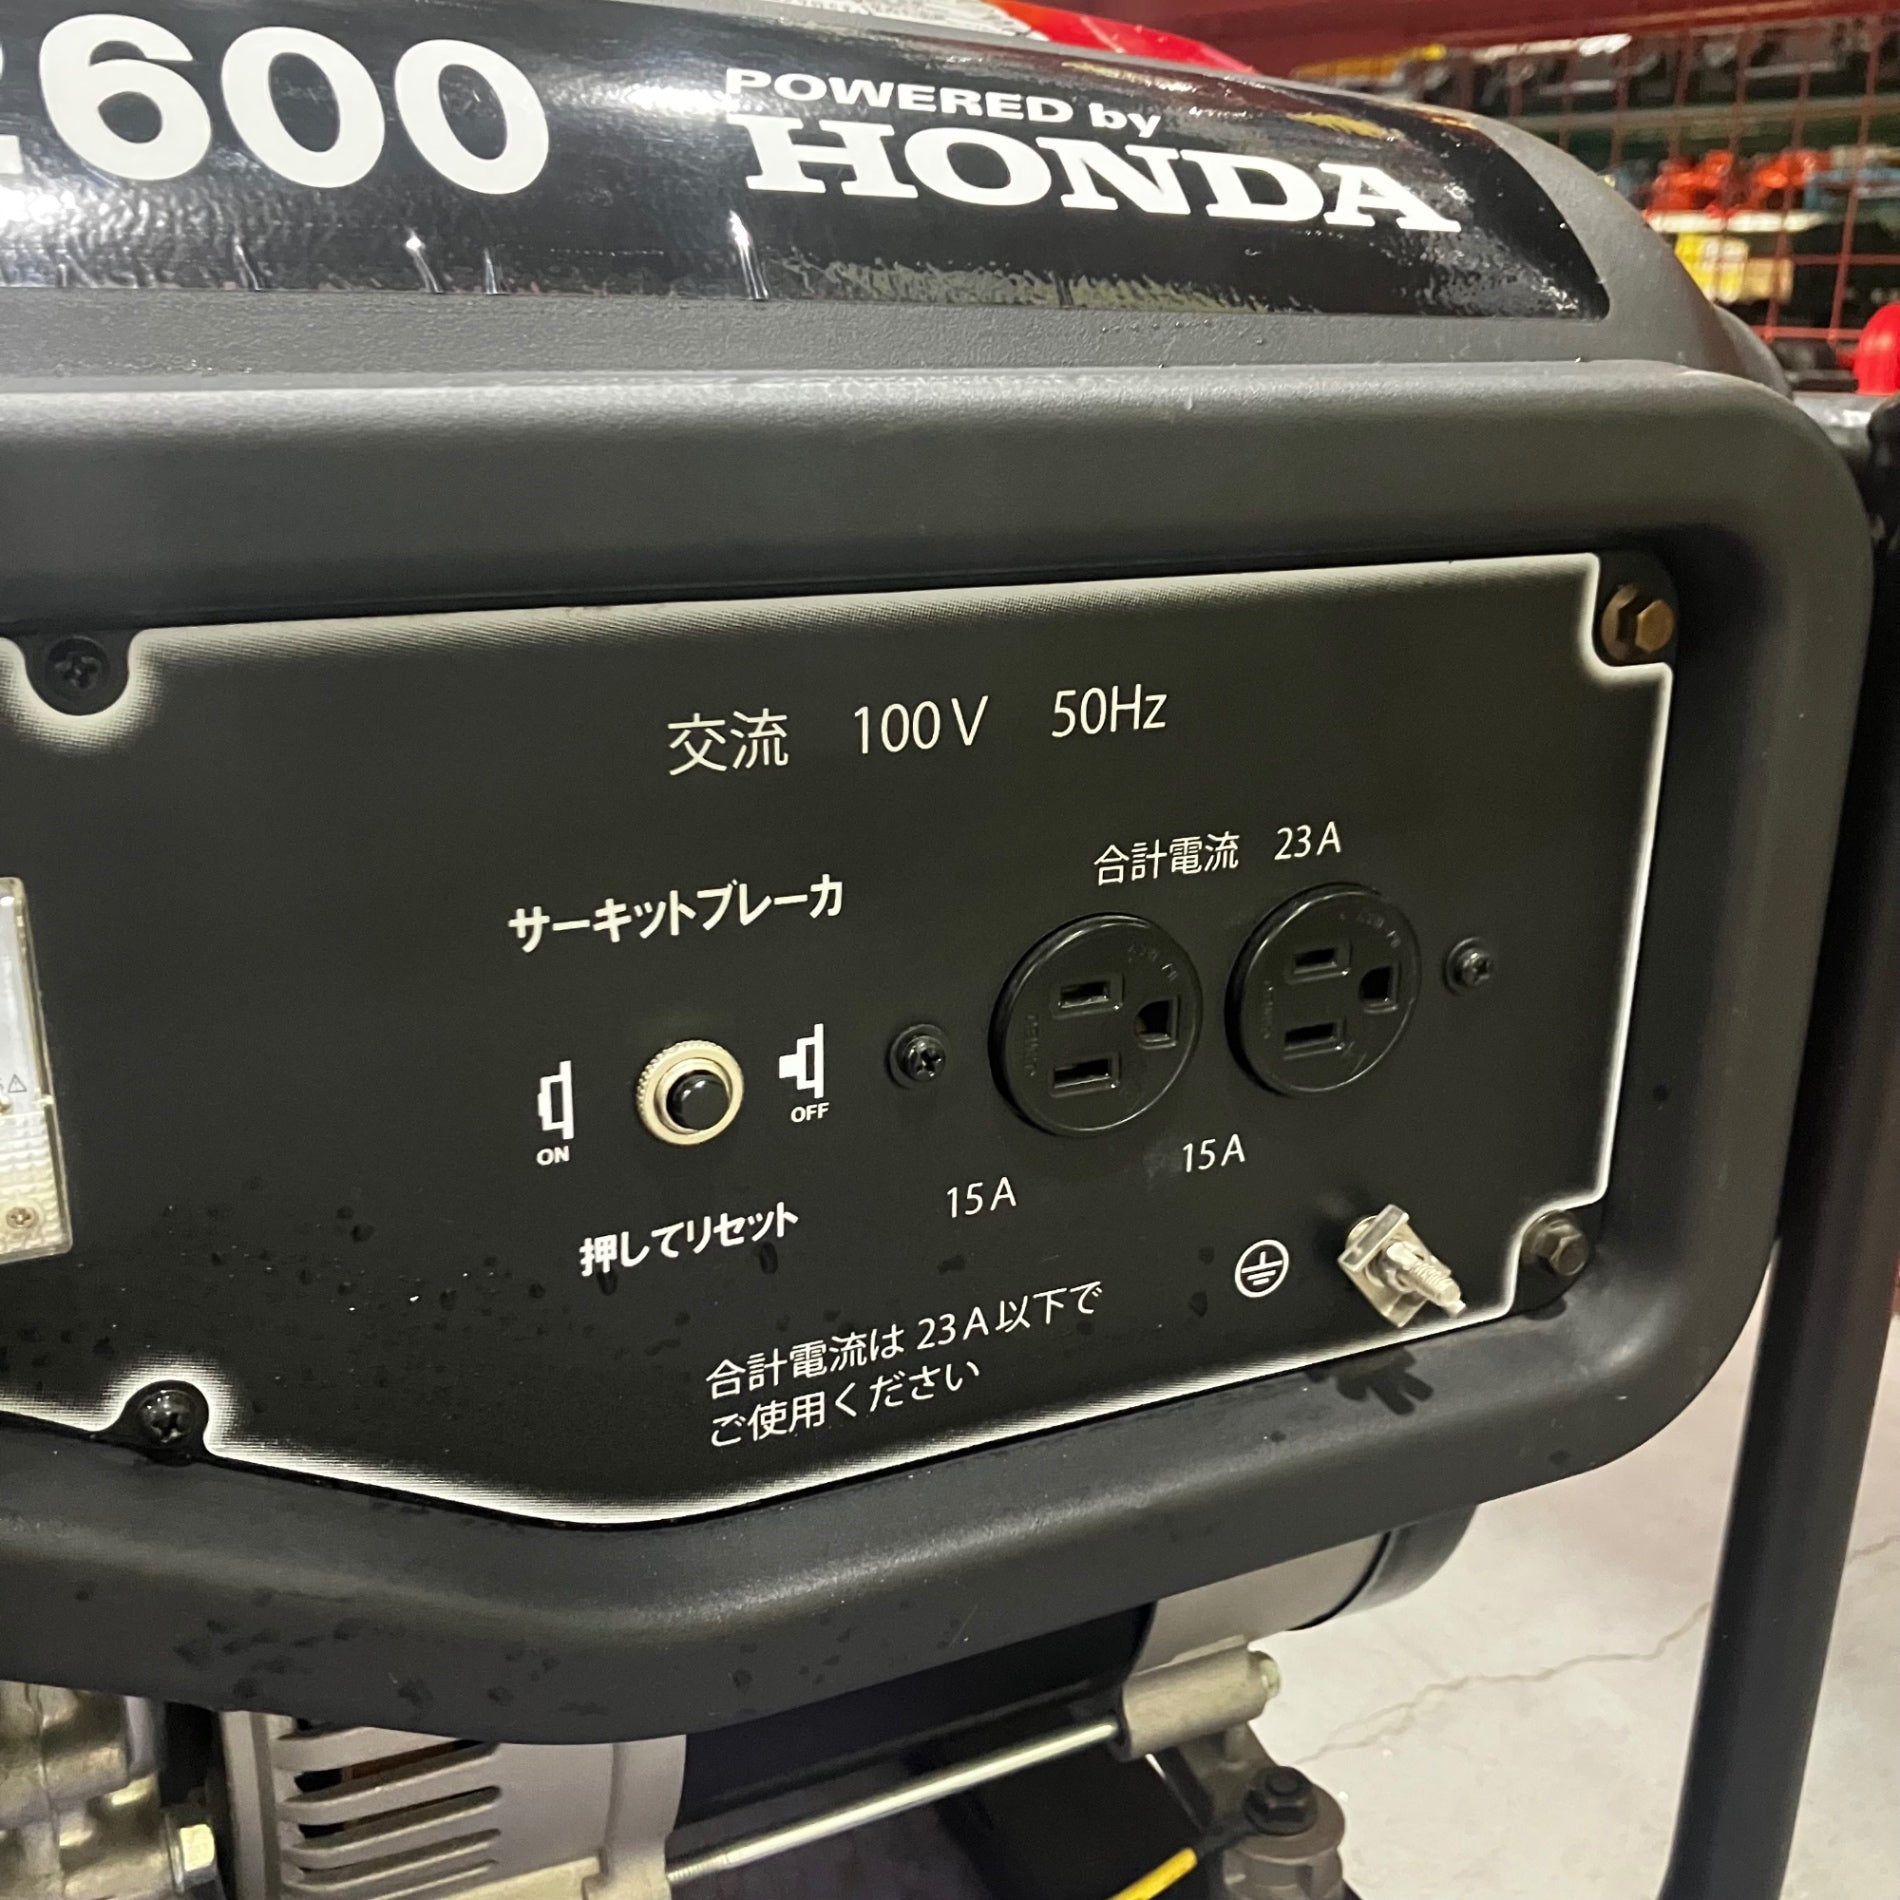 2600
POWERED by
HONDA
交流 100V 50Hz
合計電流 23A
サーキットブレーカ
ON
OFF
15A
15A
押してリセット
合計電流は23A以下で
ご使用ください